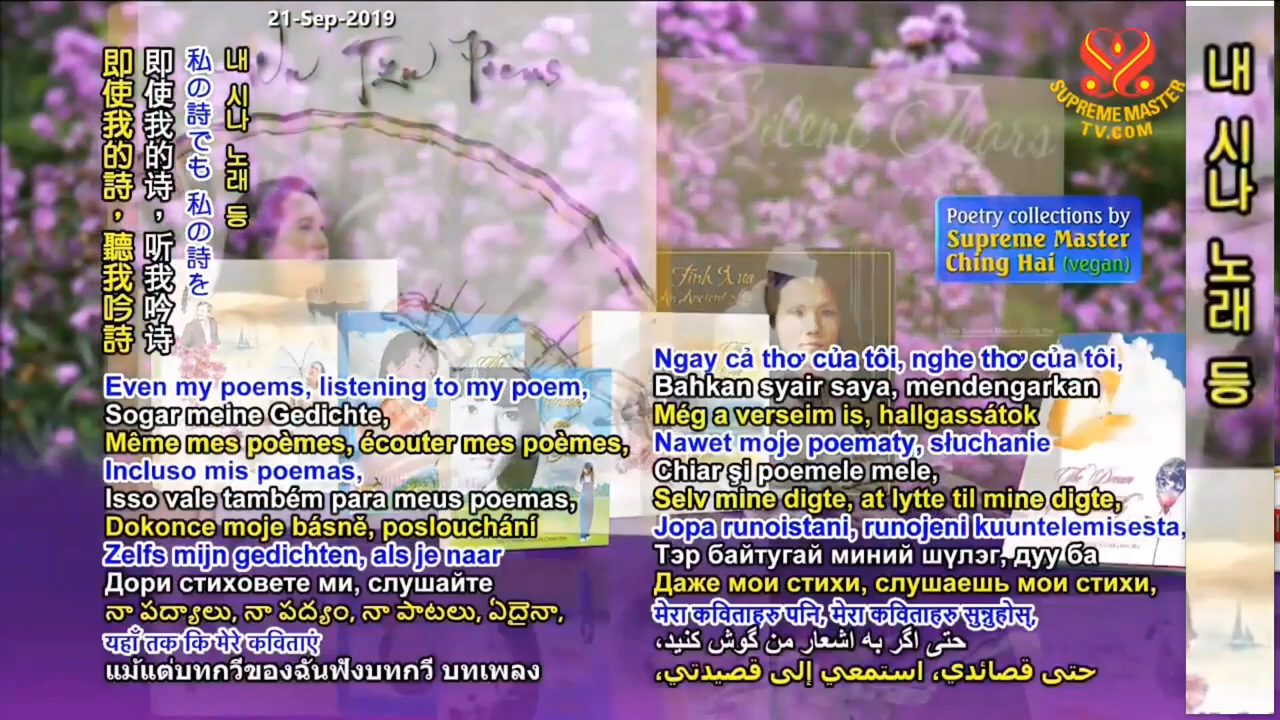 21-Sep-2019
Silent Tears
SUPREME MASTER
TV.COM
Poetry collections by
Supreme Master
Ching Hai (vegan)
내 시나 노래 등
私の詩でも 私の詩を
即使我的诗，听我吟诗
即使我的詩，聽我吟詩
Even my poems, listening to my poem,
Sogar meine Gedichte,
Même mes poèmes, écouter mes poèmes,
Incluso mis poemas,
Isso vale também para meus poemas,
Dokonce moje básně, poslouchání
Zelfs mijn gedichten, als je naar
Дори стиховете ми, слушайте
నా పద్యాలు, నా పద్యం, నా పాటలు, ఏదైనా,
यहाँ तक कि मेरे कविताएं
แม้แต่บทกวีของฉันฟังบทกวี บทเพลง
Ngay cả thơ của tôi, nghe thơ của tôi,
Bahkan syair saya, mendengarkan
Még a verseim is, hallgassátok
Nawet moje poematy, słuchanie
Chiar şi poemele mele,
Selv mine digte, at lytte til mine digte,
Jopa runoistani, runojeni kuuntelemisesta,
Тэр байтугай миний шүлэг, дуу ба
Даже мои стихи, слушаешь мои стихи,
मेरा कविताहरु पनि, मेरा कविताहरु सुन्नुहोस्,
حتی اگر به اشعار من گوش کنید،
حتى قصائدي، استمعي إلى قصيدتي،
The Dream
내 시나 노래 등